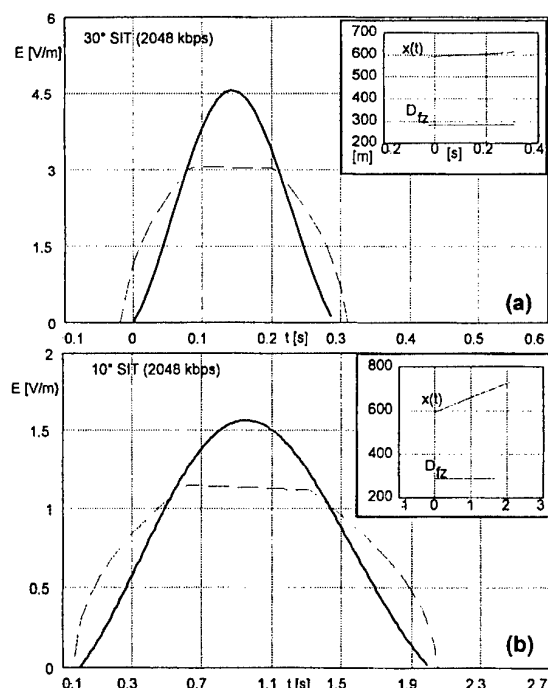 6
E [V/m]
4.5
3
1.5
0
30° SIT (2048 kbps)
0.1 0 0.1 0.2 t [s] 0.3 0.4 0.5 0.6
(a)
700
600
500
400
300
200
[m]
x(t)
D_fz
0.2 0 [s] 0.2 0.4
2
E [V/m]
1.5
1
0.5
0
10° SIT (2048 kbps)
0.1 0.3 0.7 1.1 t [s] 1.5 1.9 2.3 2.7
(b)
800
600
400
200
x(t)
D_fz
1 0 1 2 3